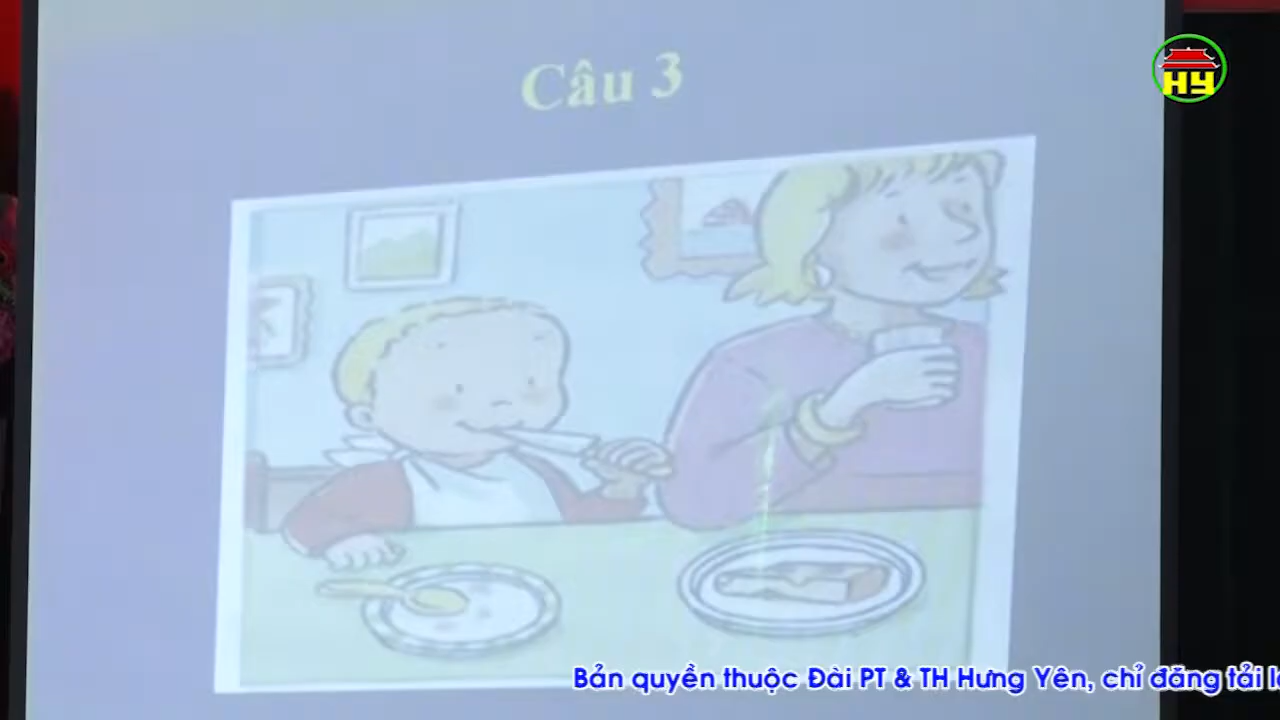 Câu 3
HY
Bản quyền thuộc Đài PT & TH Hưng Yên, chỉ đăng tải